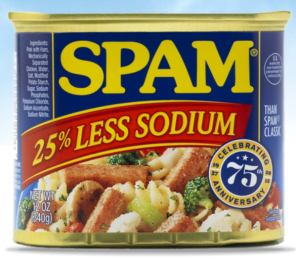 Ingredients:
Pork with Ham,
Mechanically
Separated
Chicken, Water,
Salt, Modified
Potato Starch,
Sugar, Sodium
Phosphates,
Potassium Chloride,
Sodium Ascorbate,
Sodium Nitrite.
SPAM®
25% LESS SODIUM
THAN
SPAM®
CLASSIC
CELEBRATING
75th
ANNIVERSARY
NET WT
12 OZ
(340g)